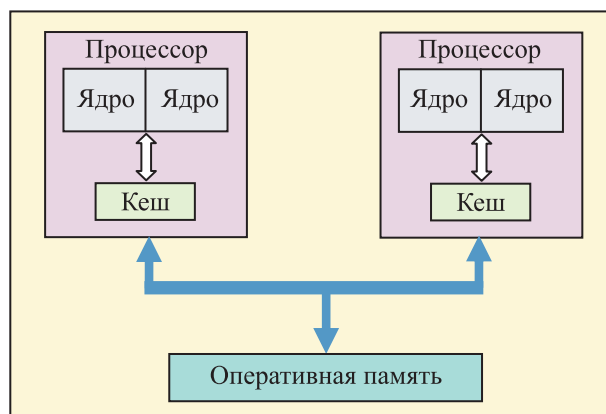 Процессор
Ядро Ядро
Кеш
Процессор
Ядро Ядро
Кеш
Оперативная память